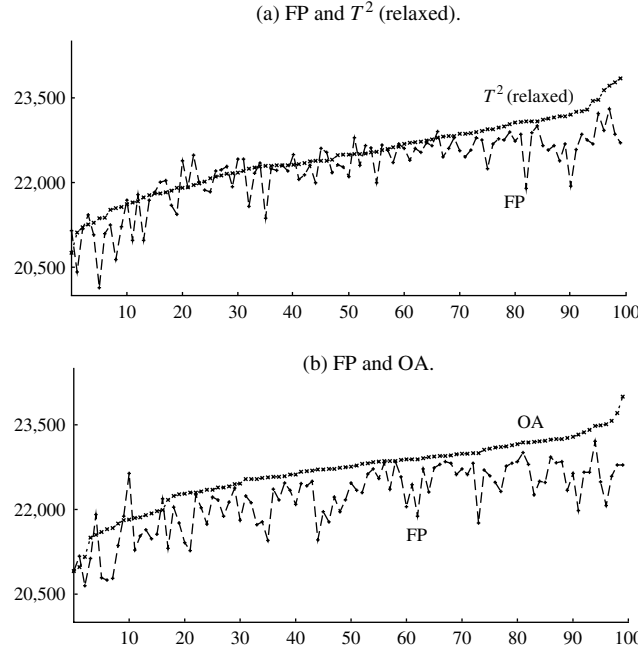 (a) FP and T² (relaxed).
23,500
22,000
20,500
T² (relaxed)
FP
10 20 30 40 50 60 70 80 90 100
(b) FP and OA.
23,500
22,000
20,500
OA
FP
10 20 30 40 50 60 70 80 90 100